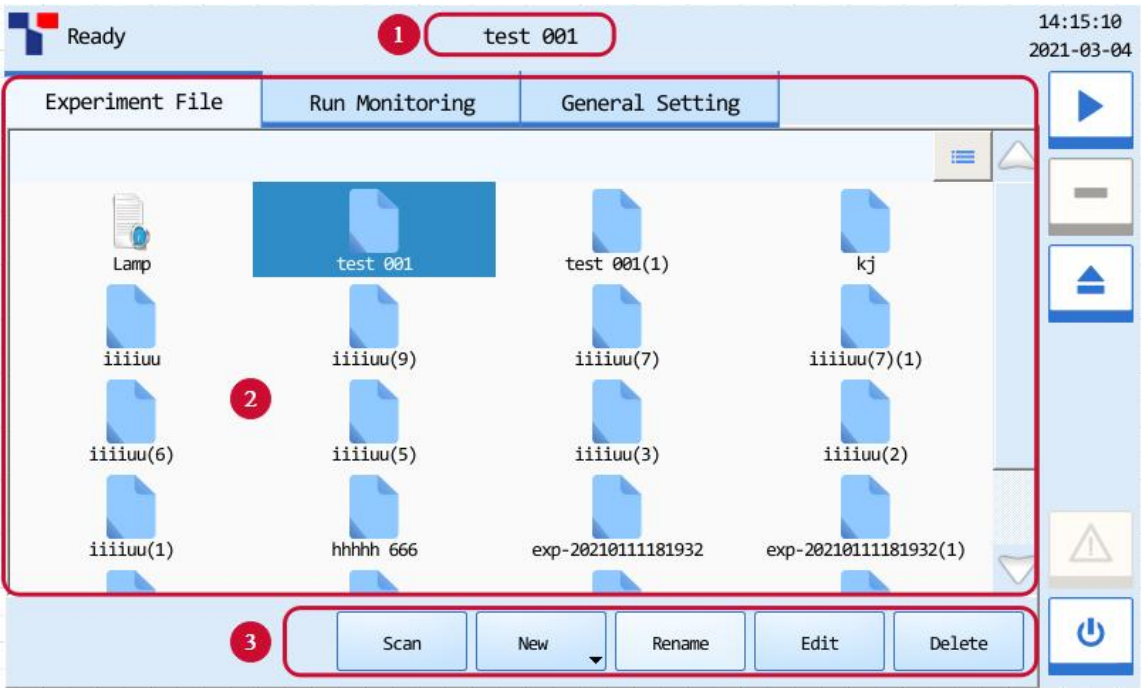 Ready
1
test 001
14:15:10
2021-03-04
Experiment File
Run Monitoring
General Setting
Lamp
test 001
test 001(1)
kj
iiiiuu
iiiiuu(9)
iiiiuu(7)
iiiiuu(7)(1)
2
iiiiuu(6)
iiiiuu(5)
iiiiuu(3)
iiiiuu(2)
iiiiuu(1)
hhhhh 666
exp-20210111181932
exp-20210111181932(1)
3
Scan
New
Rename
Edit
Delete